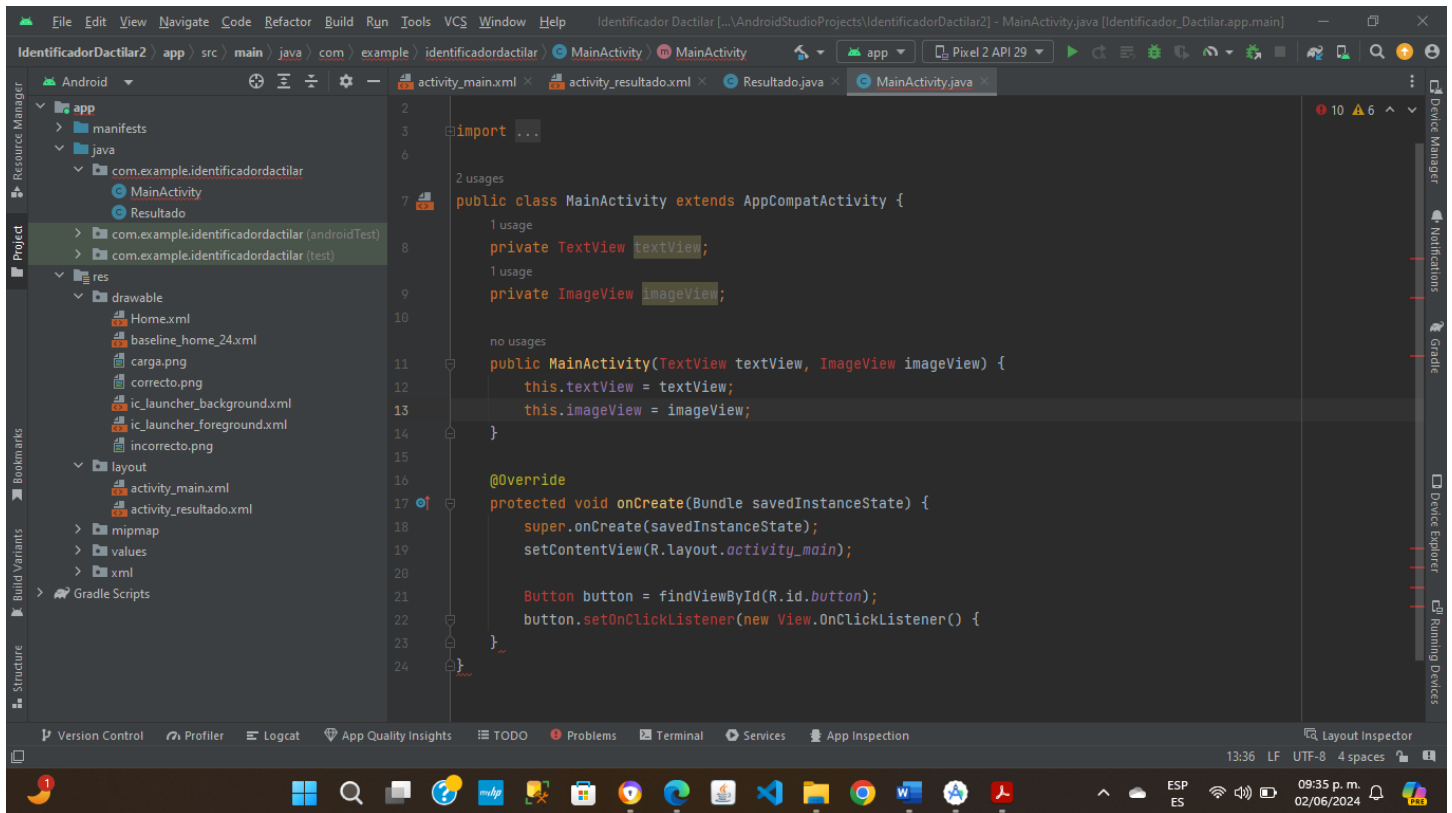 File Edit View Navigate Code Refactor Build Run Tools VCS Window Help Identificador Dactilar [...\AndroidStudioProjects\IdentificadorDactilar2] - MainActivity.java [Identificador_Dactilar.app.main]
IdentificadorDactilar2 app src main java com example identificadordactilar MainActivity MainActivity app Pixel 2 API 29
Android
activity_main.xml activity_resultado.xml Resultado.java MainActivity.java
Resource Manager
Project
Bookmarks
Build Variants
Structure
app
manifests
java
com.example.identificadordactilar
MainActivity
Resultado
com.example.identificadordactilar (androidTest)
com.example.identificadordactilar (test)
res
drawable
Home.xml
baseline_home_24.xml
carga.png
correcto.png
ic_launcher_background.xml
ic_launcher_foreground.xml
incorrecto.png
layout
activity_main.xml
activity_resultado.xml
mipmap
values
xml
Gradle Scripts
10 6
2
3 import ...
6
2 usages
7 public class MainActivity extends AppCompatActivity {
1 usage
8 private TextView textView;
1 usage
9 private ImageView imageView;
10
no usages
11 public MainActivity(TextView textView, ImageView imageView) {
12 this.textView = textView;
13 this.imageView = imageView;
14 }
15
16 @Override
17 protected void onCreate(Bundle savedInstanceState) {
18 super.onCreate(savedInstanceState);
19 setContentView(R.layout.activity_main);
20
21 Button button = findViewById(R.id.button);
22 button.setOnClickListener(new View.OnClickListener() {
23 }
24 }
Device Manager
Notifications
Gradle
Device Explorer
Running Devices
Version Control Profiler Logcat App Quality Insights TODO Problems Terminal Services App Inspection Layout Inspector
13:36 LF UTF-8 4 spaces
1
myhp
ESP
ES
09:35 p. m.
02/06/2024
PRE